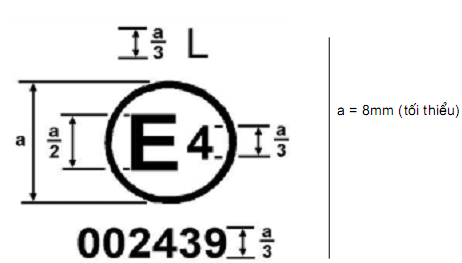 a/3 L
a a/2 E 4 a/3
a = 8mm (tối thiểu)
002439 a/3